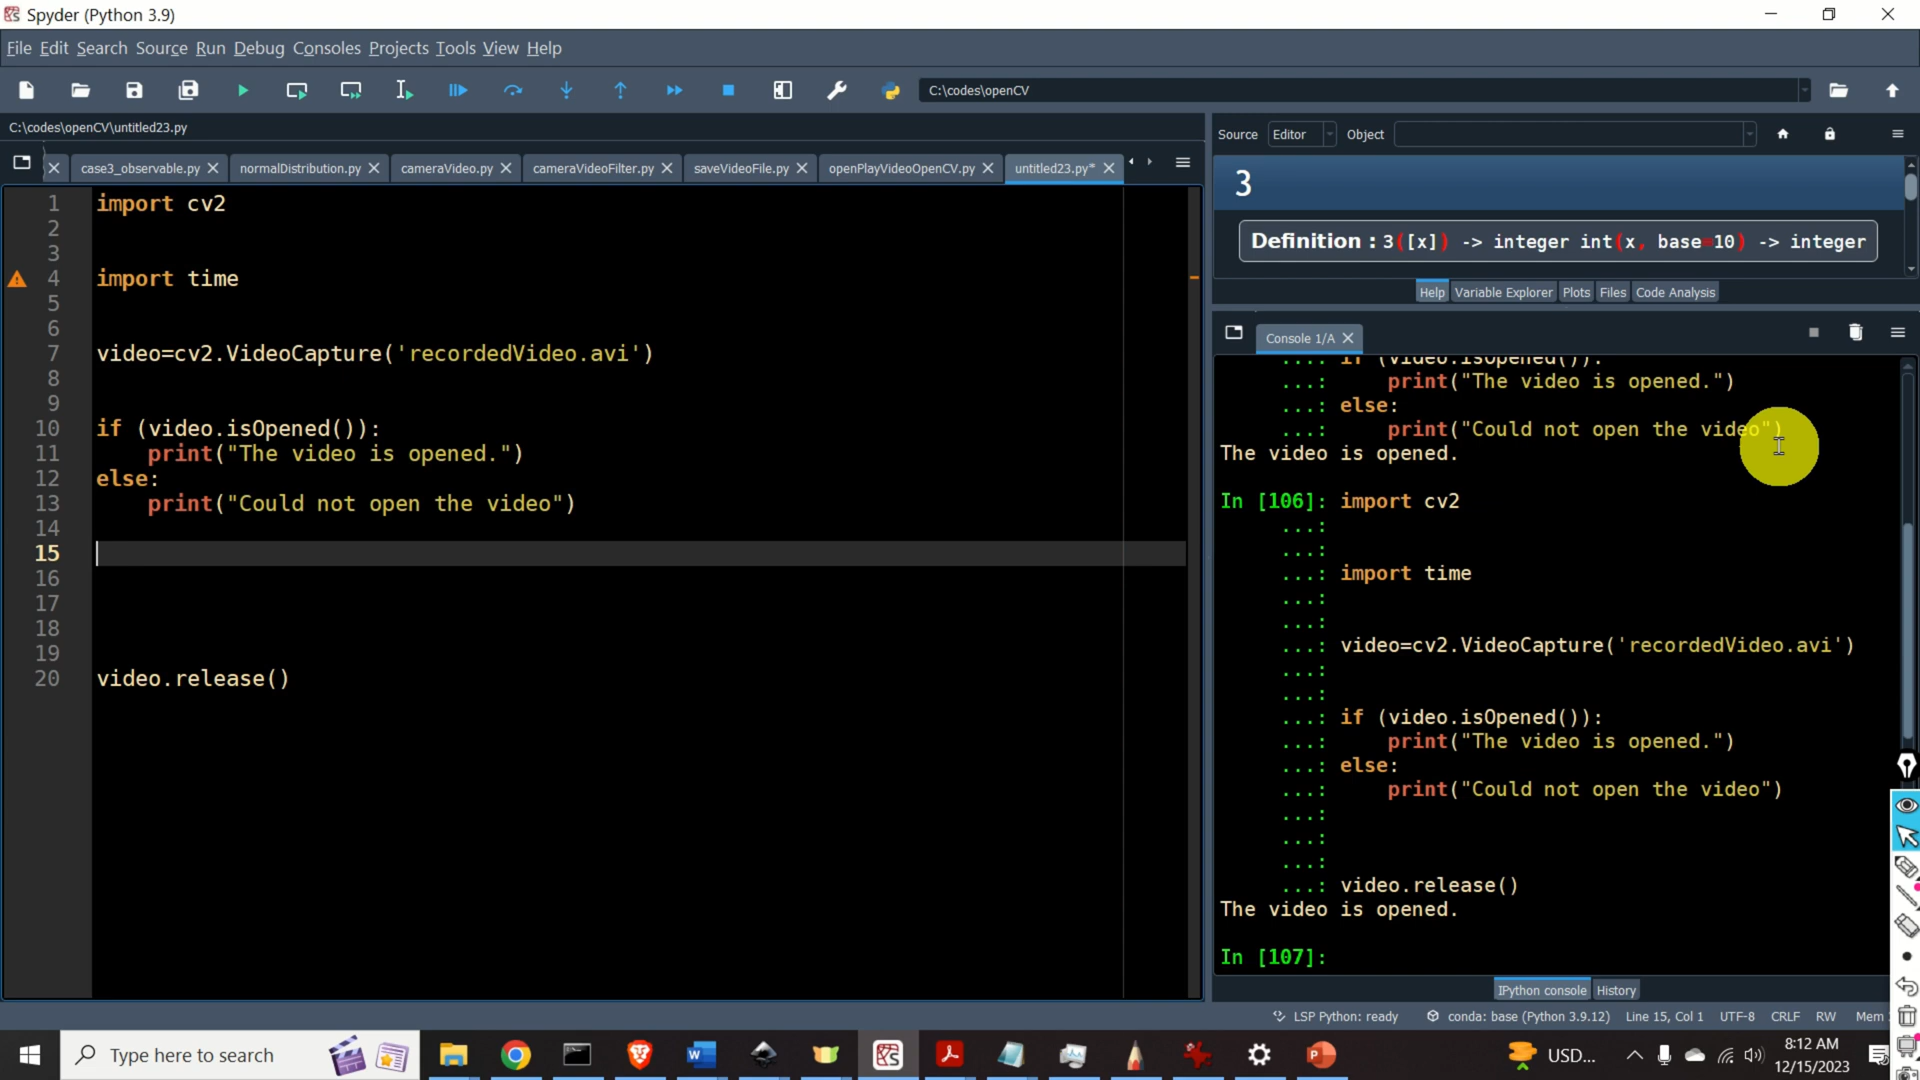 Spyder (Python 3.9)
File Edit Search Source Run Debug Consoles Projects Tools View Help
C:\codes\openCV
C:\codes\openCV\untitled23.py
case3_observable.py normalDistribution.py cameraVideo.py cameraVideoFilter.py saveVideoFile.py openPlayVideoOpenCV.py untitled23.py*
1 import cv2
2
3
4 import time
5
6
7 video=cv2.VideoCapture('recordedVideo.avi')
8
9
10 if (video.isOpened()):
11 print("The video is opened.")
12 else:
13 print("Could not open the video")
14
15
16
17
18
19
20 video.release()
Source Editor Object
3
Definition : 3([x]) -> integer int(x, base=10) -> integer
Help Variable Explorer Plots Files Code Analysis
Console 1/A
...: if (video.isOpened()):
...: print("The video is opened.")
...: else:
...: print("Could not open the video")
The video is opened.
In [106]: import cv2
...:
...:
...: import time
...:
...:
...: video=cv2.VideoCapture('recordedVideo.avi')
...:
...:
...: if (video.isOpened()):
...: print("The video is opened.")
...: else:
...: print("Could not open the video")
...:
...:
...:
...: video.release()
The video is opened.
In [107]:
IPython console History
LSP Python: ready conda: base (Python 3.9.12) Line 15, Col 1 UTF-8 CRLF RW Mem
Type here to search
USD...
8:12 AM
12/15/2023